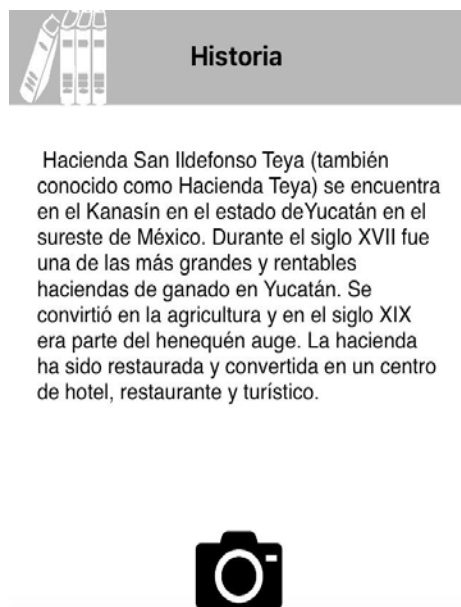 Historia
Hacienda San Ildefonso Teya (también
conocido como Hacienda Teya) se encuentra
en el Kanasín en el estado deYucatán en el
sureste de México. Durante el siglo XVII fue
una de las más grandes y rentables
haciendas de ganado en Yucatán. Se
convirtió en la agricultura y en el siglo XIX
era parte del henequén auge. La hacienda
ha sido restaurada y convertida en un centro
de hotel, restaurante y turístico.